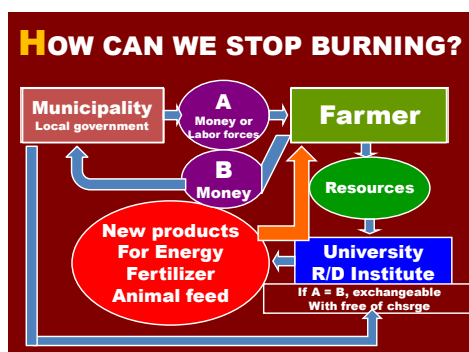 HOW CAN WE STOP BURNING?
Municipality
Local government
A
Money or
Labor forces
Farmer
B
Money
Resources
New products
For Energy
Fertilizer
Animal feed
University
R/D Institute
If A = B, exchangeable
With free of chsrge